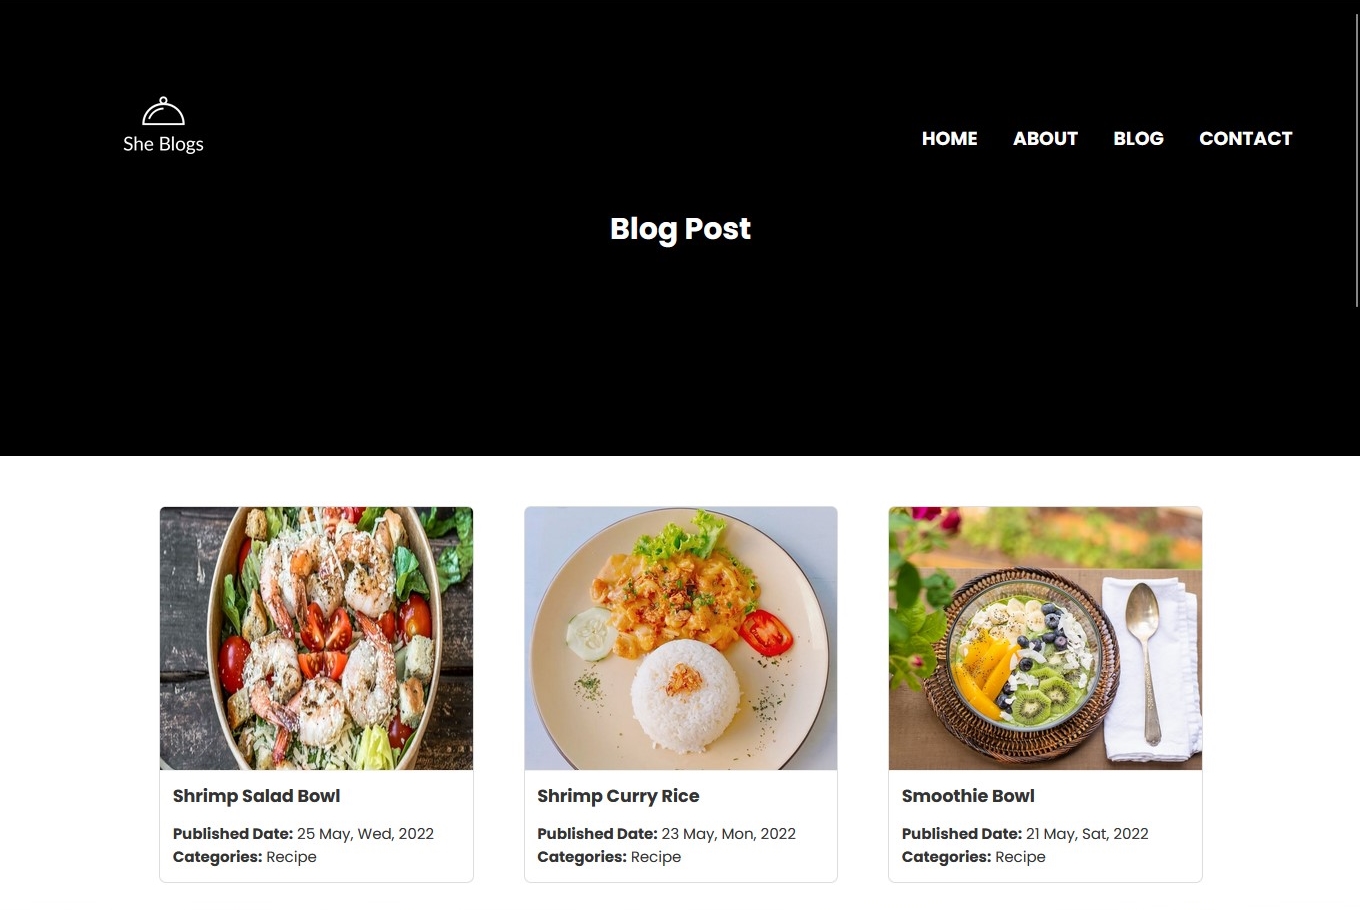 She Blogs
HOME ABOUT BLOG CONTACT
Blog Post
Shrimp Salad Bowl
Published Date: 25 May, Wed, 2022
Categories: Recipe
Shrimp Curry Rice
Published Date: 23 May, Mon, 2022
Categories: Recipe
Smoothie Bowl
Published Date: 21 May, Sat, 2022
Categories: Recipe